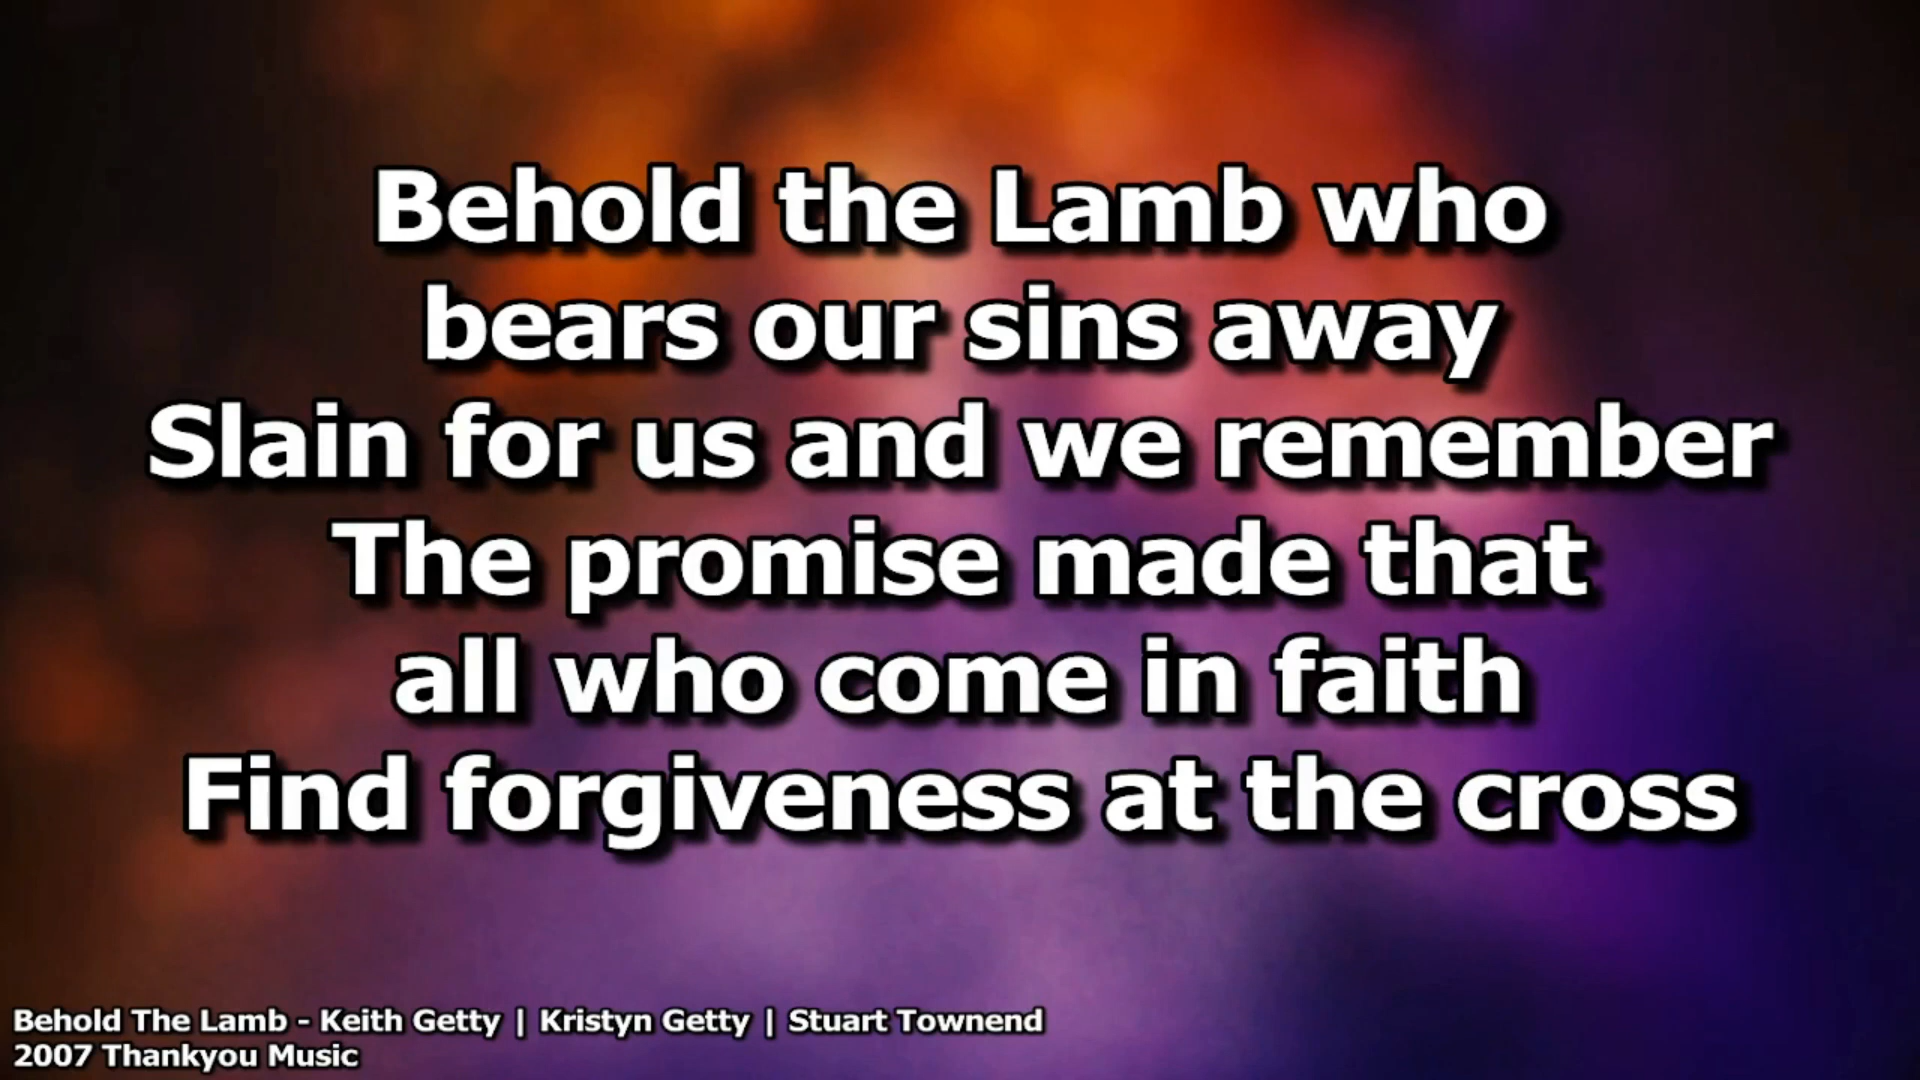 Behold the Lamb who
bears our sins away
Slain for us and we remember
The promise made that
all who come in faith
Find forgiveness at the cross
Behold The Lamb - Keith Getty | Kristyn Getty | Stuart Townend
2007 Thankyou Music